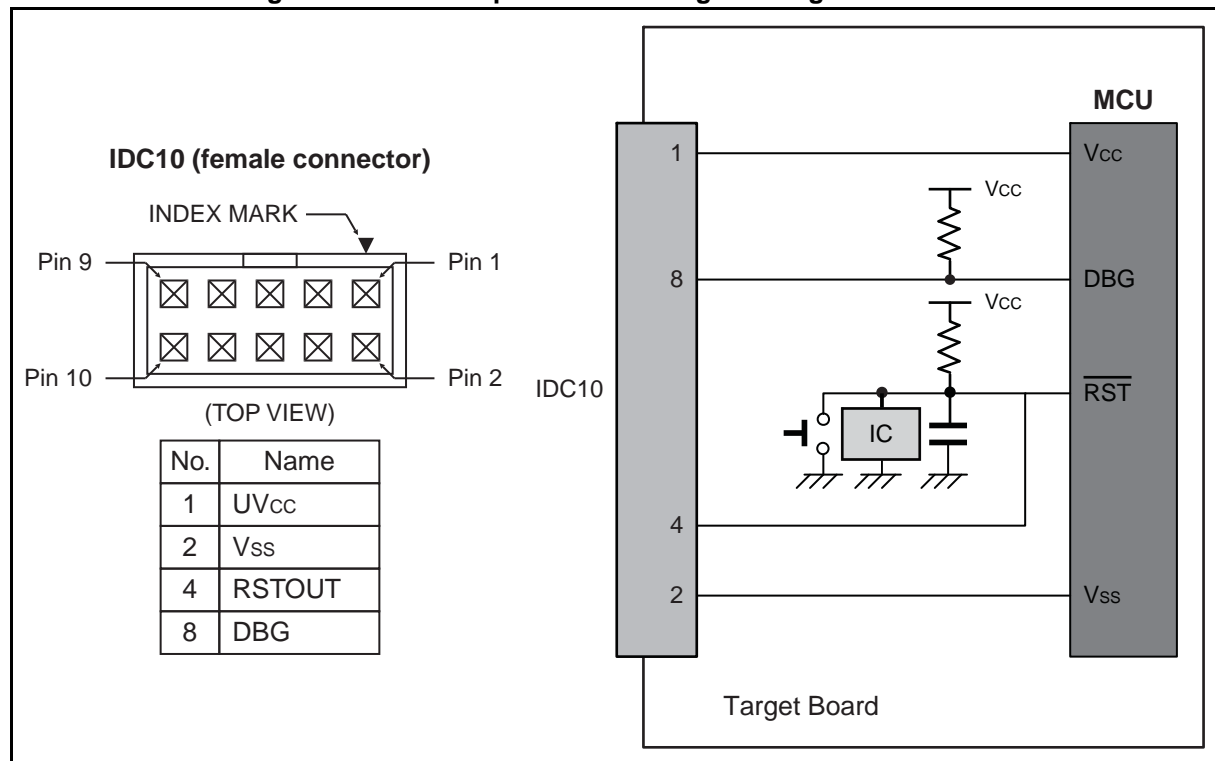 MCU
IDC10 (female connector)
INDEX MARK
Pin 9
Pin 1
Pin 10
Pin 2
(TOP VIEW)
No. Name
1 UVcc
2 Vss
4 RSTOUT
8 DBG
IDC10
1
8
4
2
Vcc
Vcc
IC
Vcc
DBG
RST
Vss
Target Board